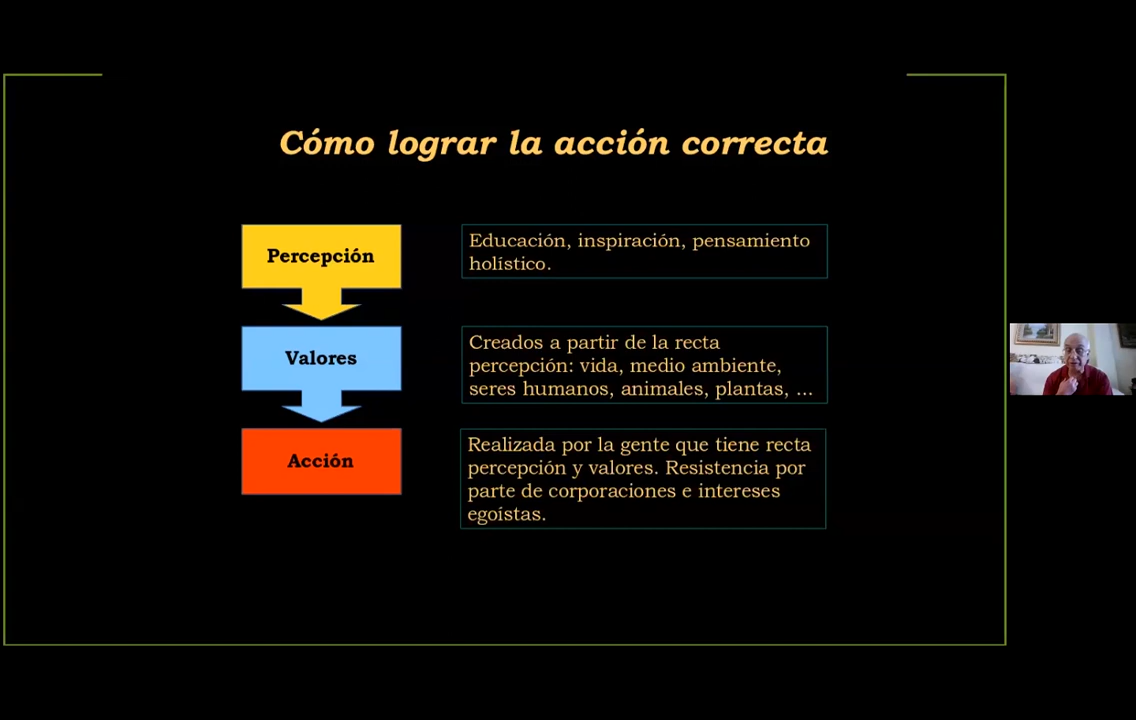 Cómo lograr la acción correcta
Percepción
Educación, inspiración, pensamiento
holístico.
Valores
Creados a partir de la recta
percepción: vida, medio ambiente,
seres humanos, animales, plantas, ...
Acción
Realizada por la gente que tiene recta
percepción y valores. Resistencia por
parte de corporaciones e intereses
egoístas.